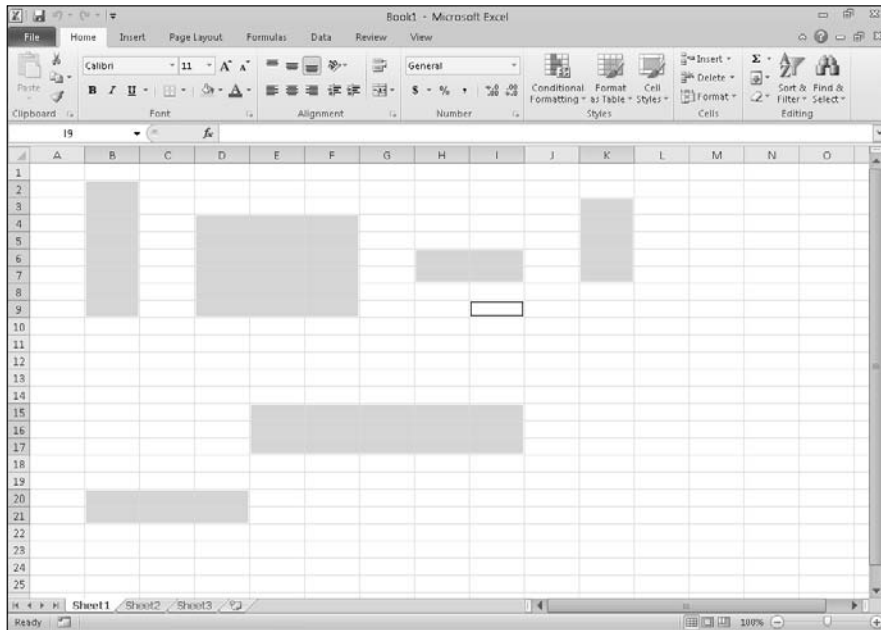 Book1 - Microsoft Excel
File Home Insert Page Layout Formulas Data Review View
Calibri 11 A A General Insert Σ
Paste B I U A $ % , .00 .00 Conditional Formatting Format as Table Cell Styles Delete Format Sort & Filter Find & Select
Clipboard Font Alignment Number Styles Cells Editing
I9 fx
A B C D E F G H I J K L M N O
1
2
3
4
5
6
7
8
9
10
11
12
13
14
15
16
17
18
19
20
21
22
23
24
25
Sheet1 Sheet2 Sheet3
Ready 100%